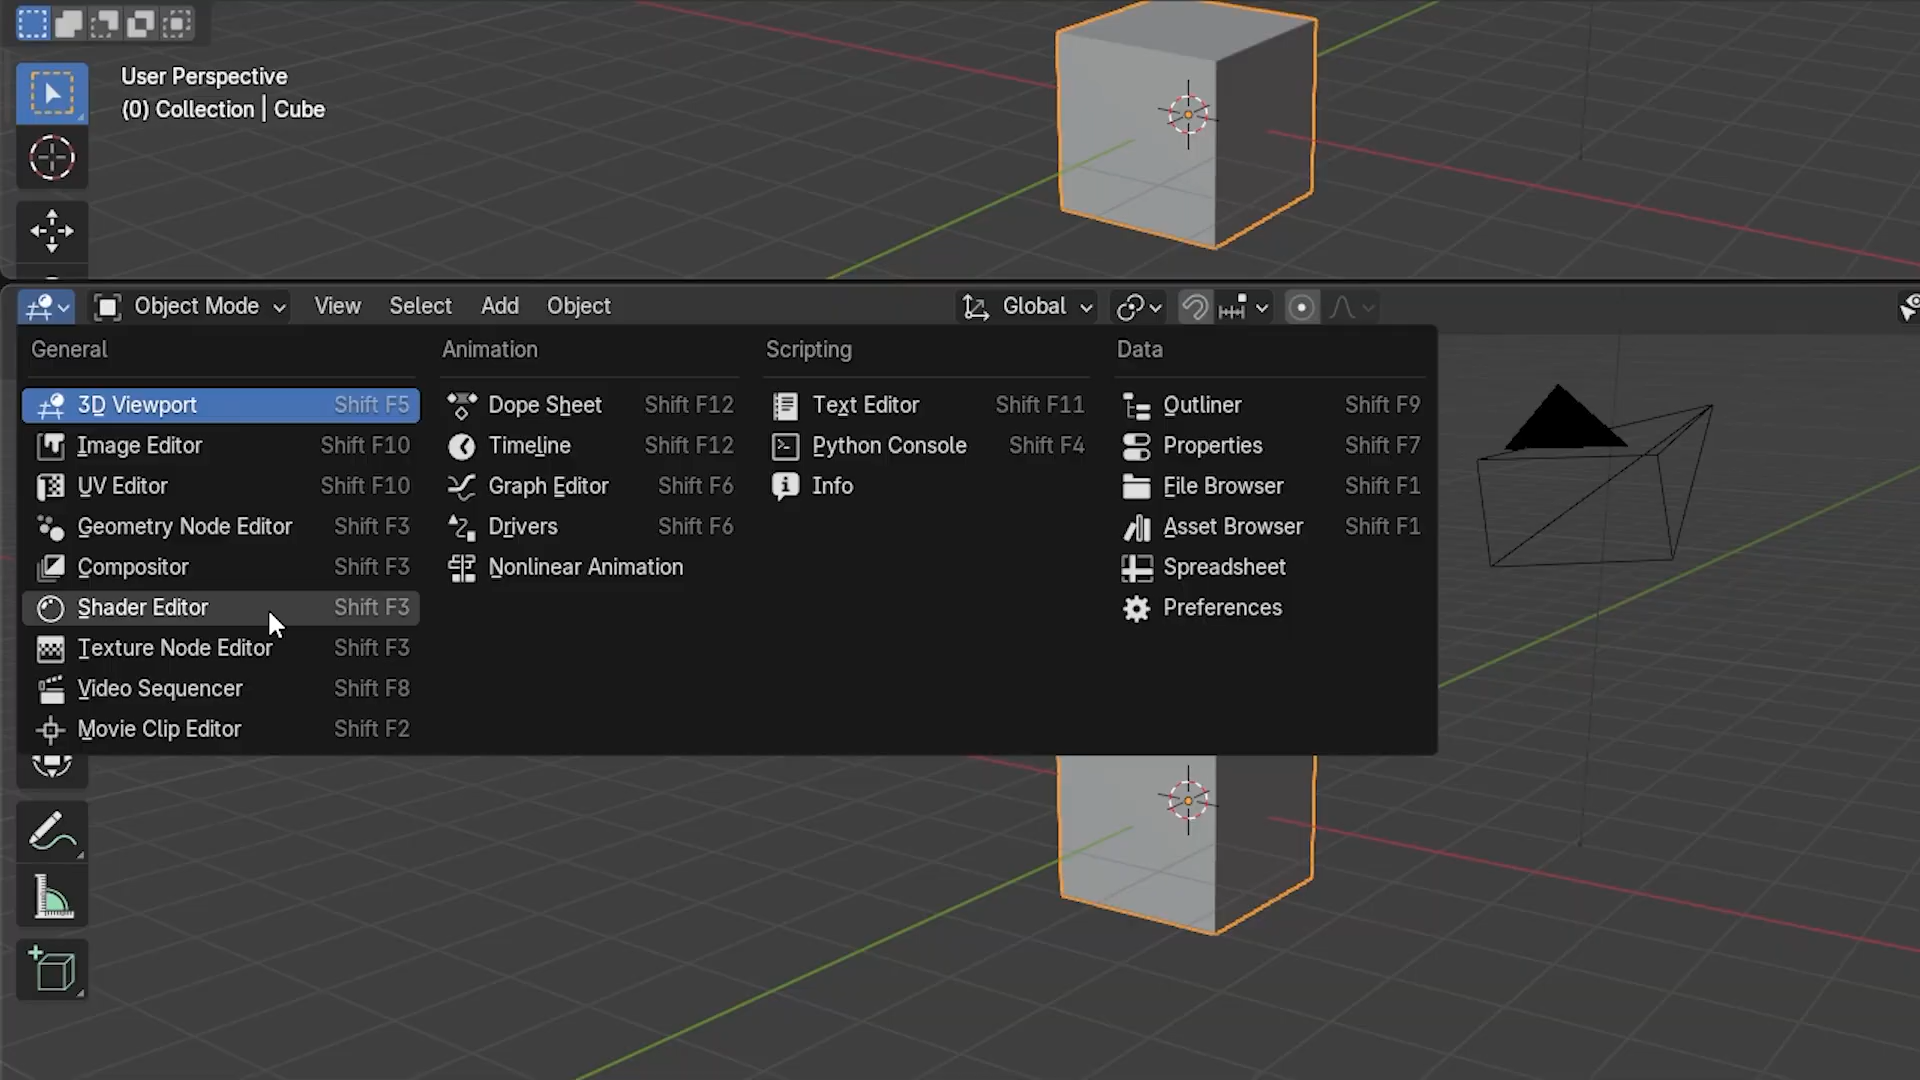 User Perspective
(0) Collection | Cube
Object Mode View Select Add Object Global
General
3D Viewport Shift F5
Image Editor Shift F10
UV Editor Shift F10
Geometry Node Editor Shift F3
Compositor Shift F3
Shader Editor Shift F3
Texture Node Editor Shift F3
Video Sequencer Shift F8
Movie Clip Editor Shift F2
Animation
Dope Sheet Shift F12
Timeline Shift F12
Graph Editor Shift F6
Drivers Shift F6
Nonlinear Animation
Scripting
Text Editor Shift F11
Python Console Shift F4
Info
Data
Outliner Shift F9
Properties Shift F7
File Browser Shift F1
Asset Browser Shift F1
Spreadsheet
Preferences